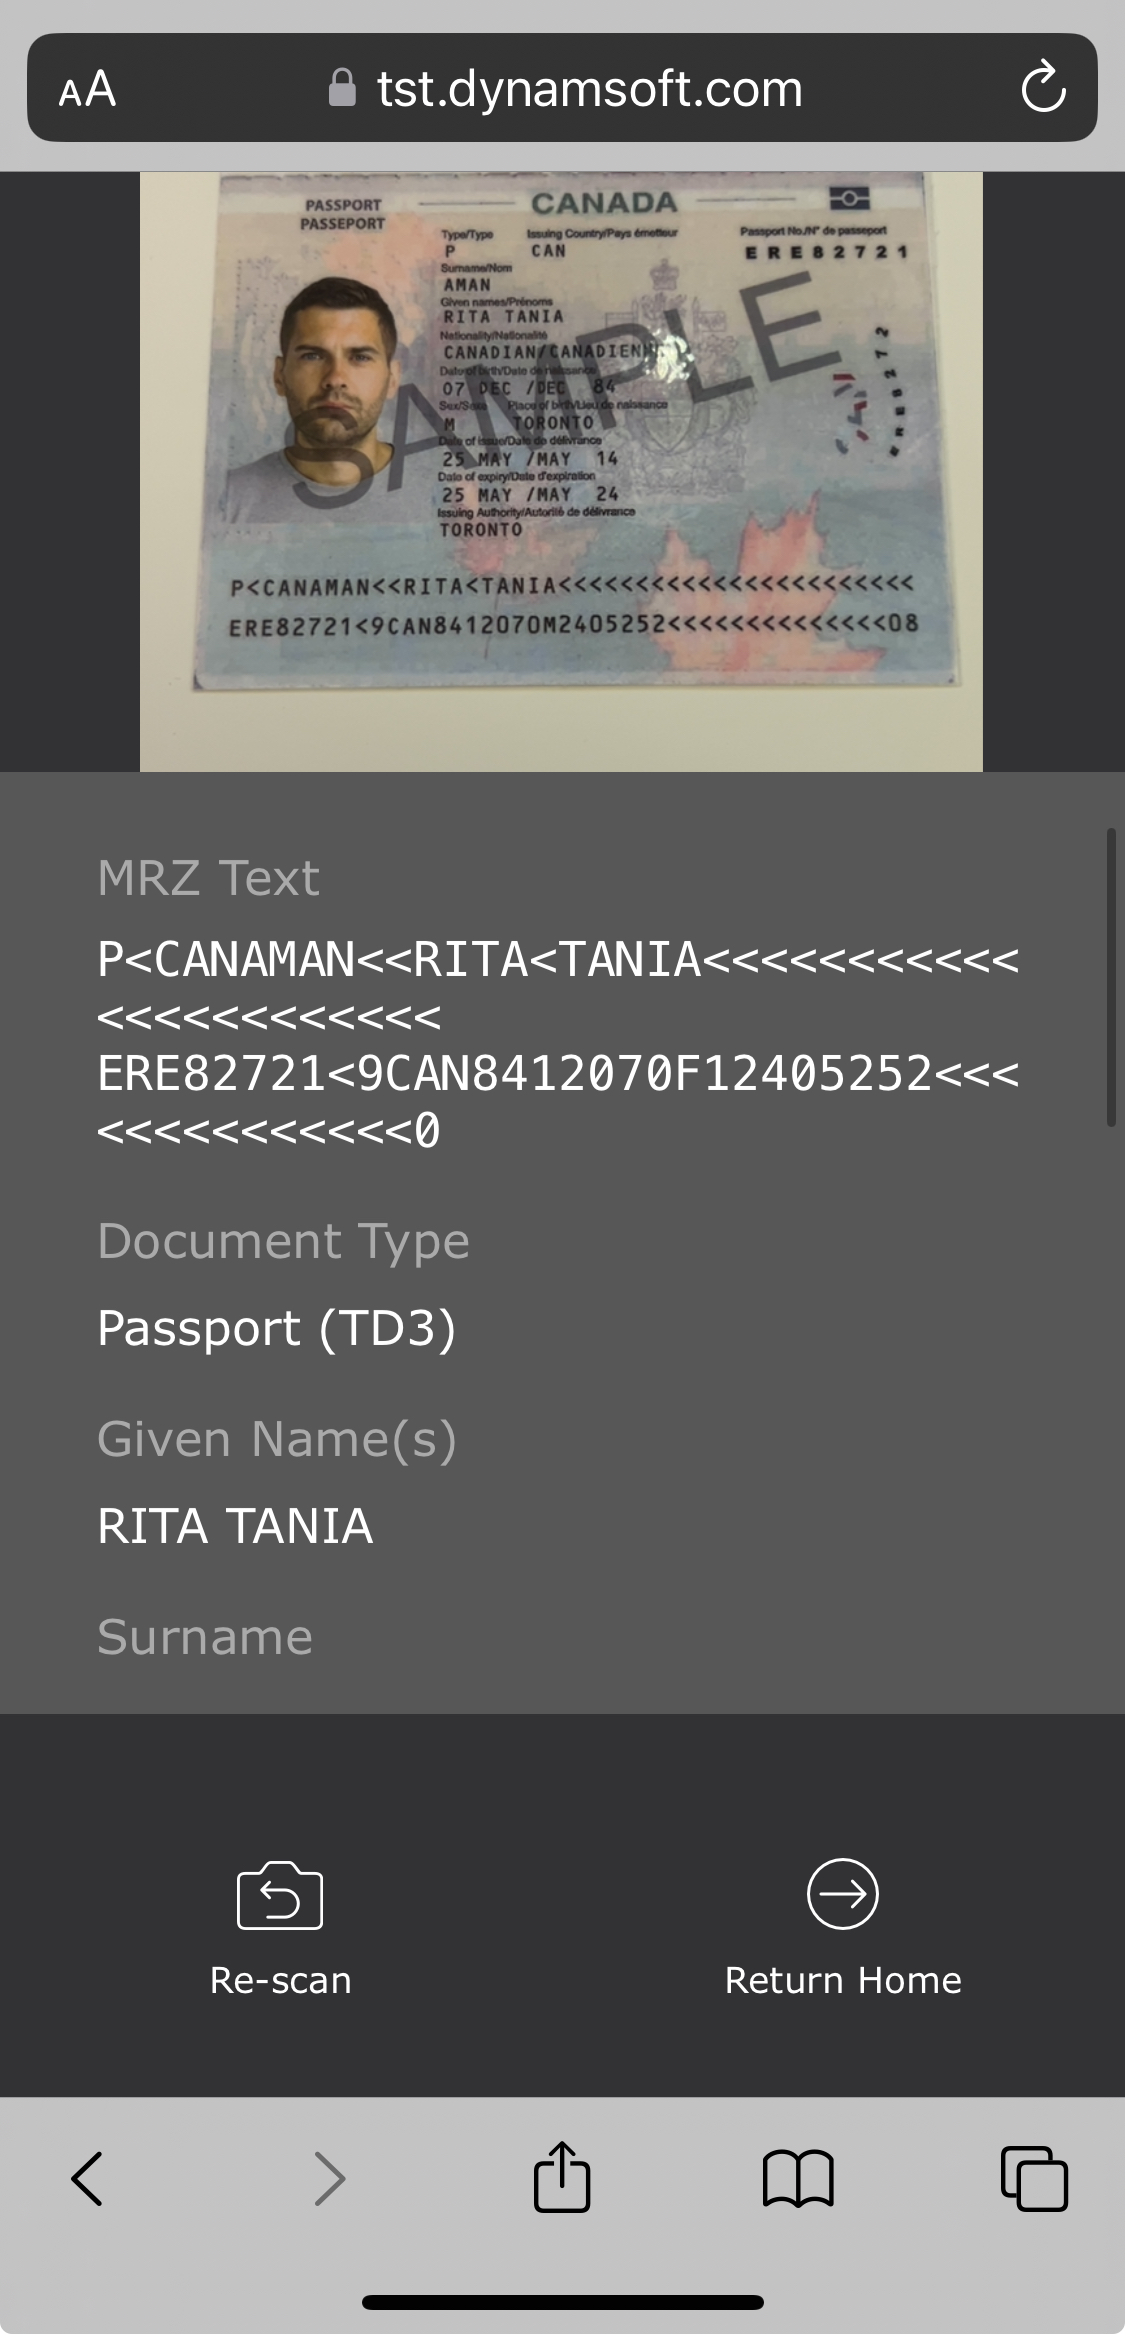 AA
tst.dynamsoft.com
PASSPORT
PASSEPORT
CANADA
Type/Type Issuing Country/Pays émetteur Passport No./N° de passeport
P CAN ERE82721
Surname/Nom
AMAN
Given names/Prénoms
RITA TANIA
Nationality/Nationalité
CANADIAN/CANADIENN
Date of birth/Date de naissance
07 DEC /DEC 84
Sex/Sexe Place of birth/Lieu de naissance
M TORONTO
Date of issue/Date de délivrance
25 MAY /MAY 14
Date of expiry/Date d'expiration
25 MAY /MAY 24
Issuing Authority/Autorité de délivrance
TORONTO
SAMPLE
P<CANAMAN<<RITA<TANIA<<<<<<<<<<<<<<<<<<<<<<<
ERE82721<9CAN8412070M2405252<<<<<<<<<<<<<<08
MRZ Text
P<CANAMAN<<RITA<TANIA<<<<<<<<<<<
<<<<<<<<<<<<
ERE82721<9CAN8412070F12405252<<<
<<<<<<<<<<<0
Document Type
Passport (TD3)
Given Name(s)
RITA TANIA
Surname
Re-scan
Return Home